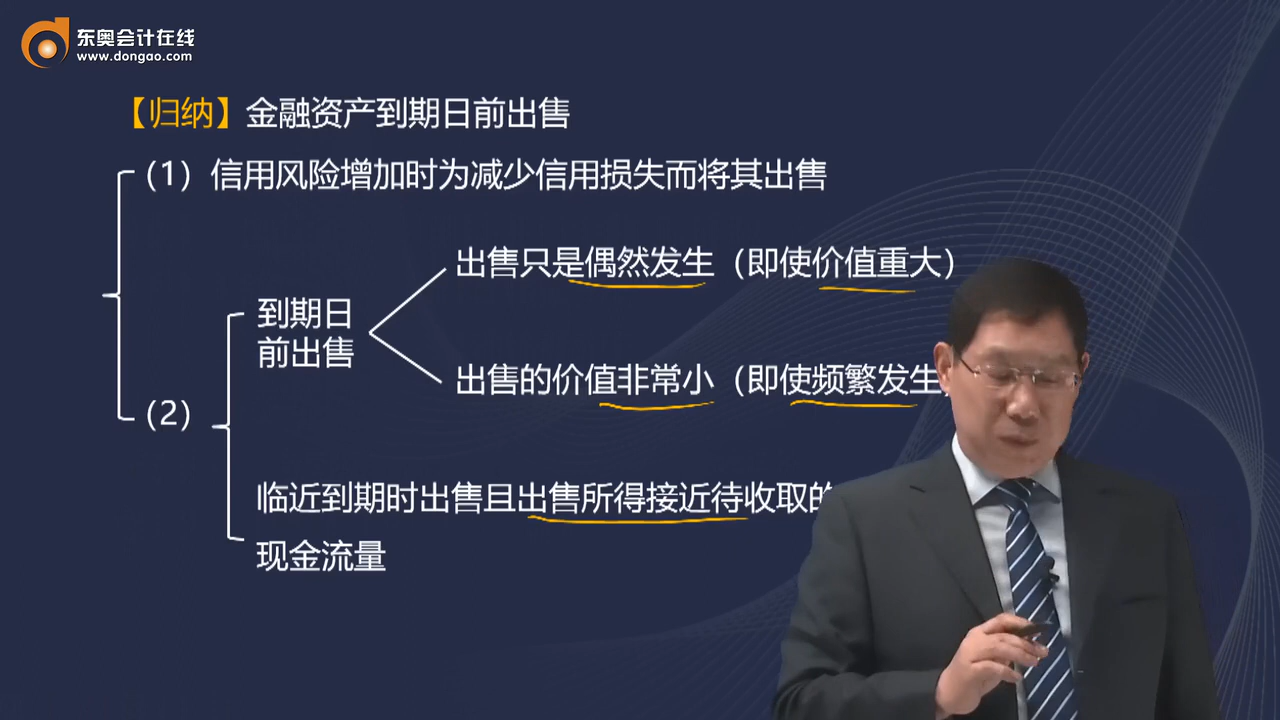 东奥会计在线
www.dongao.com
【归纳】金融资产到期日前出售
（1）信用风险增加时为减少信用损失而将其出售
（2）
到期日
前出售
出售只是偶然发生（即使价值重大）
出售的价值非常小（即使频繁发生
临近到期时出售且出售所得接近待收取的
现金流量